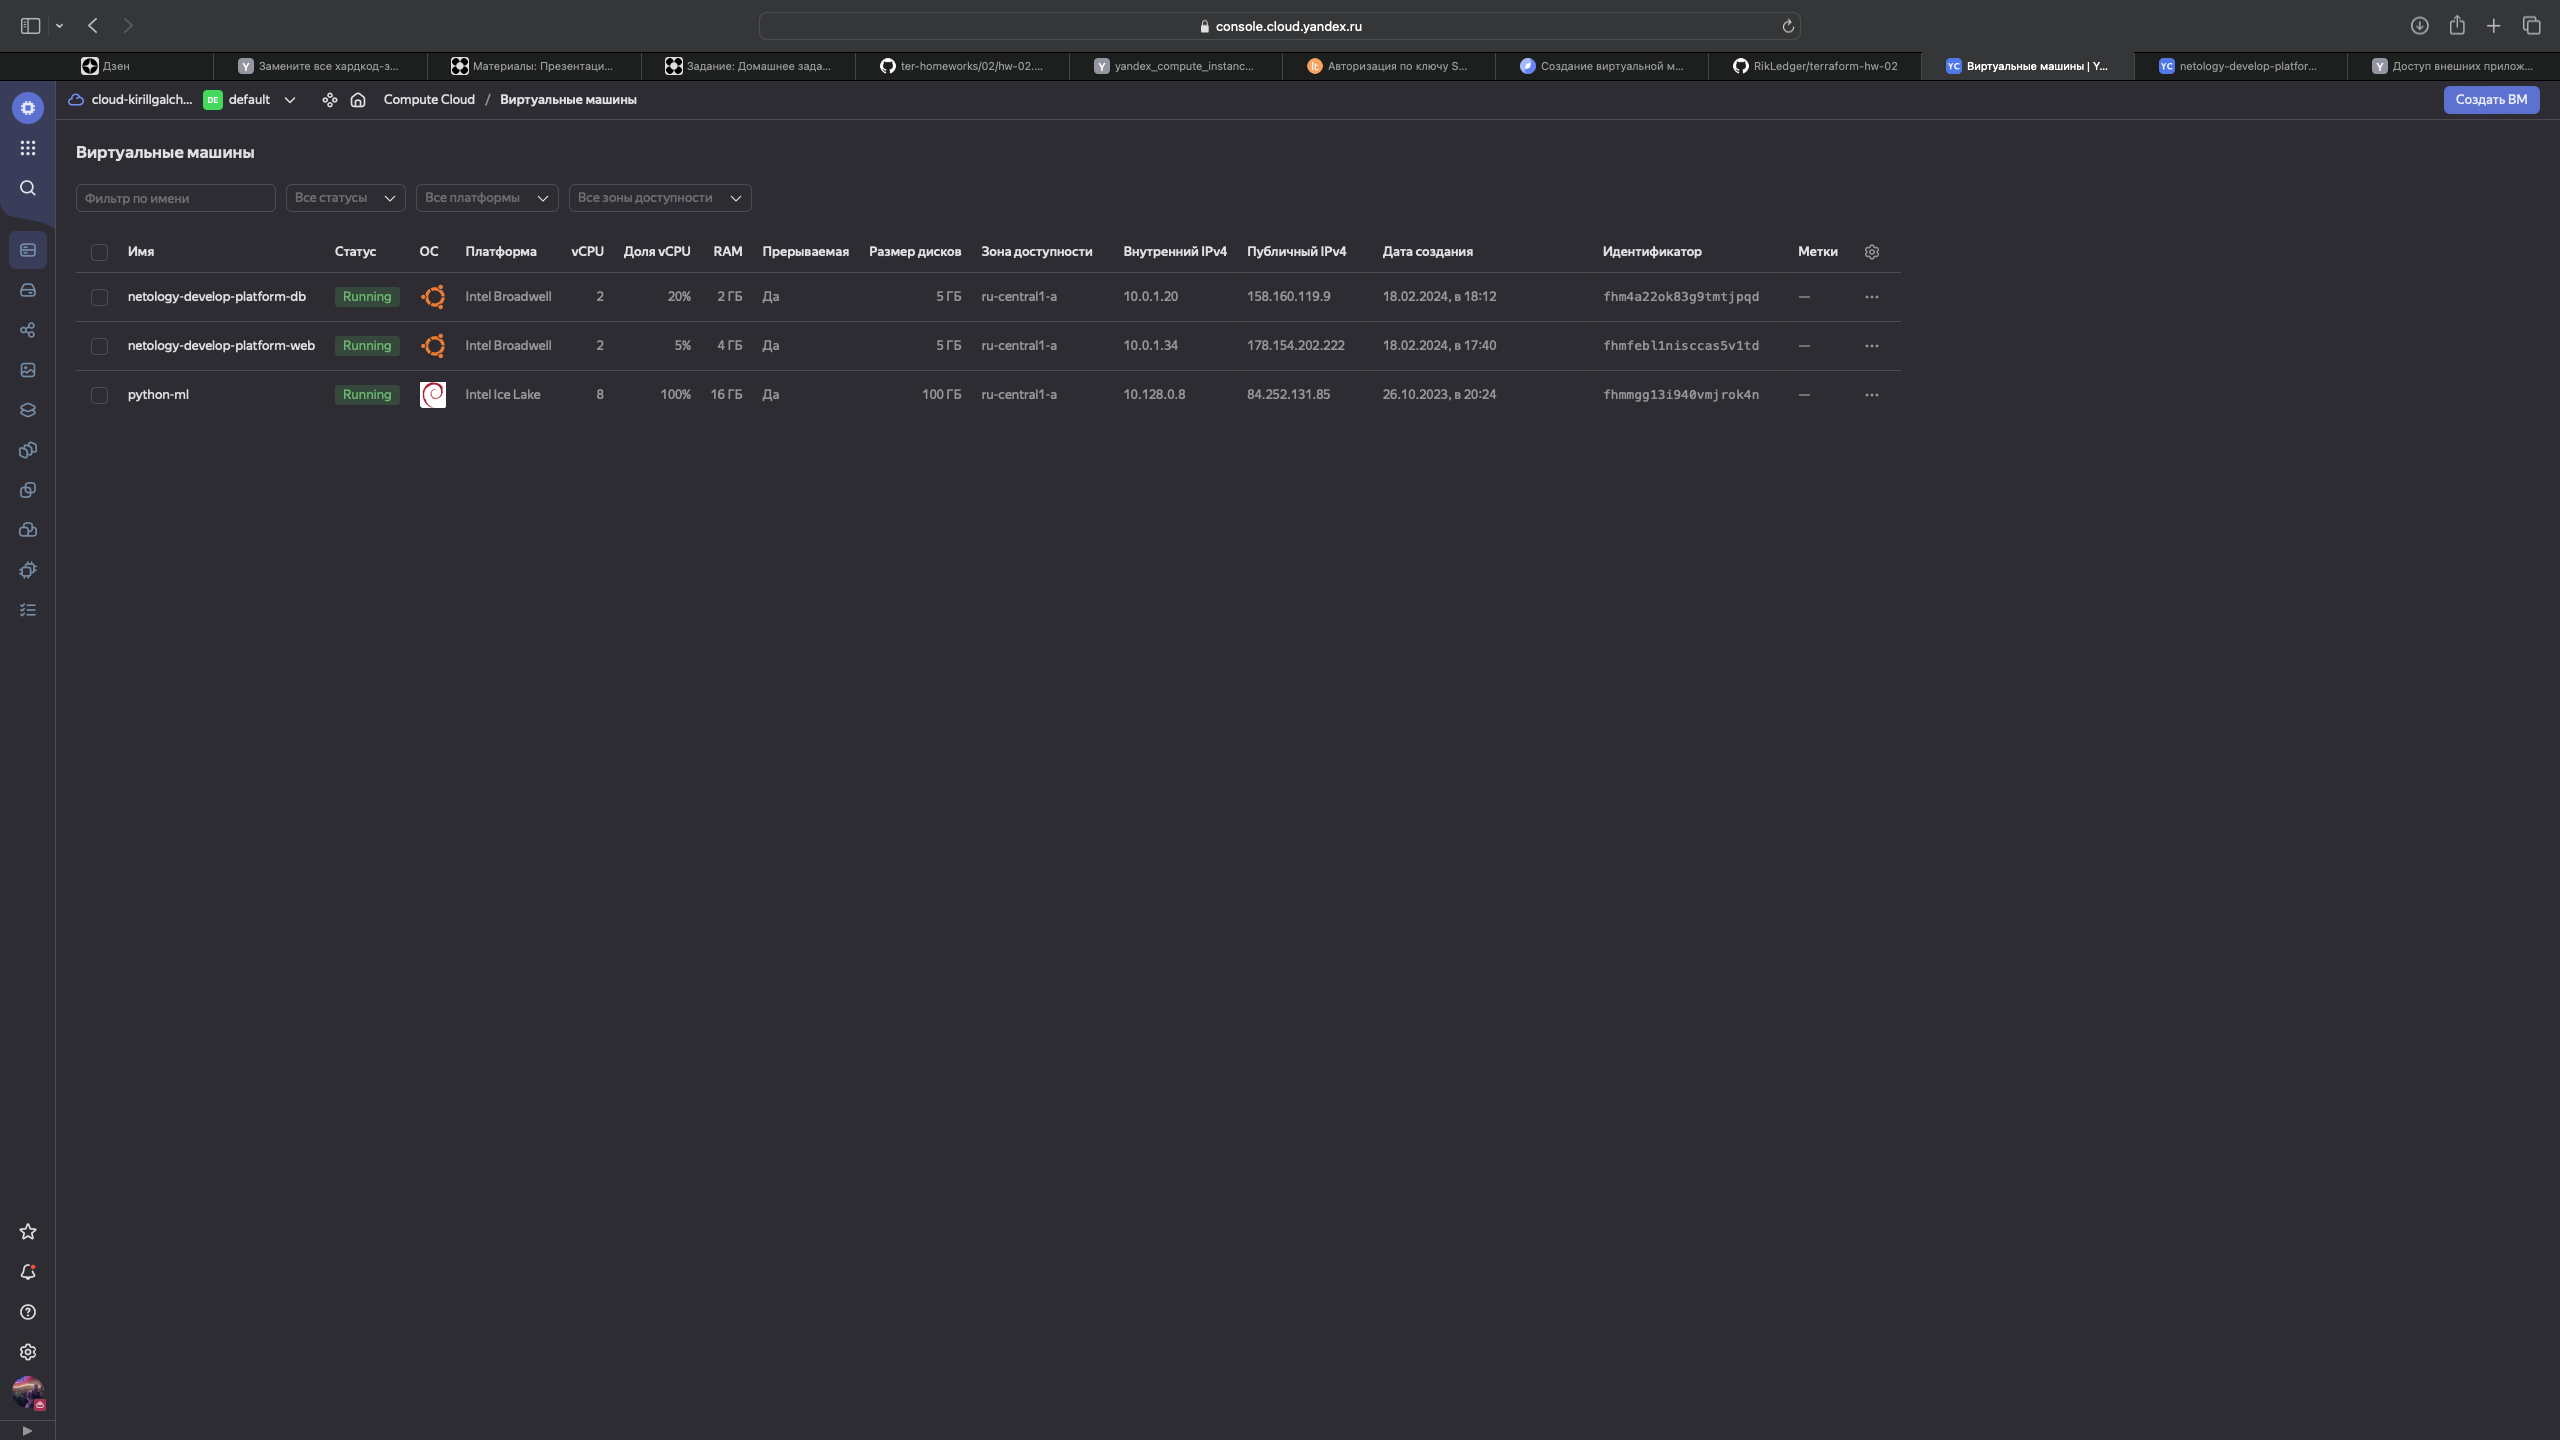 console.cloud.yandex.ru
Дзен
Замените все хардкод-з...
Материалы: Презентаци...
Задание: Домашнее зада...
ter-homeworks/02/hw-02....
yandex_compute_instanc...
Авторизация по ключу S...
Создание виртуальной м...
RikLedger/terraform-hw-02
YC Виртуальные машины | Y...
YC netology-develop-platfor...
Y Доступ внешних прилож...
cloud-kirillgalch... DE default Compute Cloud / Виртуальные машины Создать ВМ
Виртуальные машины
Фильтр по имени Все статусы Все платформы Все зоны доступности
Имя Статус ОС Платформа vCPU Доля vCPU RAM Прерываемая Размер дисков Зона доступности Внутренний IPv4 Публичный IPv4 Дата создания Идентификатор Метки
netology-develop-platform-db Running Intel Broadwell 2 20% 2 ГБ Да 5 ГБ ru-central1-a 10.0.1.20 158.160.119.9 18.02.2024, в 18:12 fhm4a22ok83g9tmtjpqd —
netology-develop-platform-web Running Intel Broadwell 2 5% 4 ГБ Да 5 ГБ ru-central1-a 10.0.1.34 178.154.202.222 18.02.2024, в 17:40 fhmfebl1nisccas5v1td —
python-ml Running Intel Ice Lake 8 100% 16 ГБ Да 100 ГБ ru-central1-a 10.128.0.8 84.252.131.85 26.10.2023, в 20:24 fhmmgg13i940vmjrok4n —